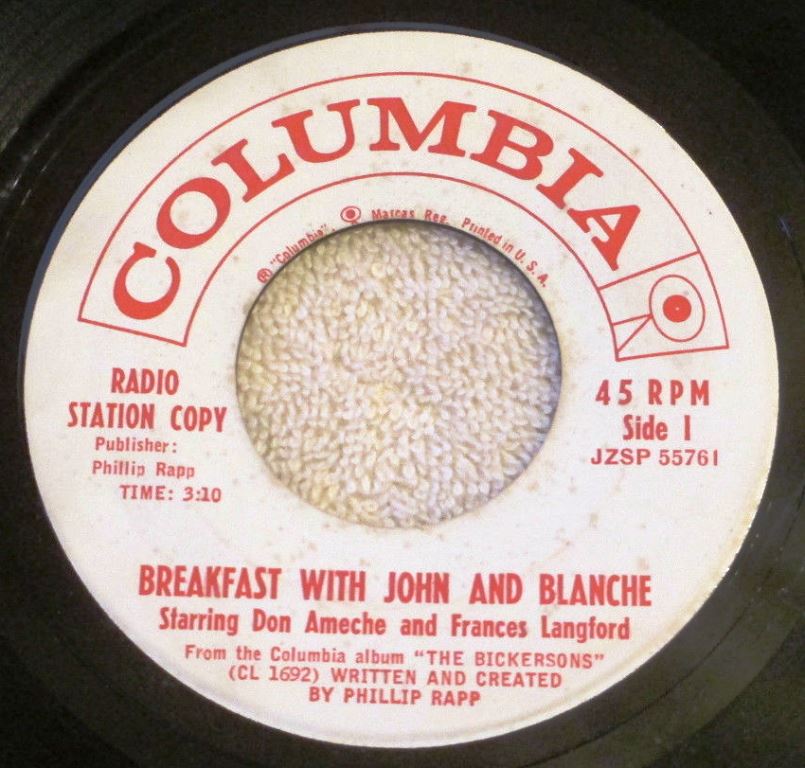 COLUMBIA
® "Columbia", Marcas Reg. Printed in U. S. A.
RADIO
STATION COPY
Publisher:
Phillip Rapp
TIME: 3:10
45 RPM
Side 1
JZSP 55761
BREAKFAST WITH JOHN AND BLANCHE
Starring Don Ameche and Frances Langford
From the Columbia album "THE BICKERSONS"
(CL 1692) WRITTEN AND CREATED
BY PHILLIP RAPP